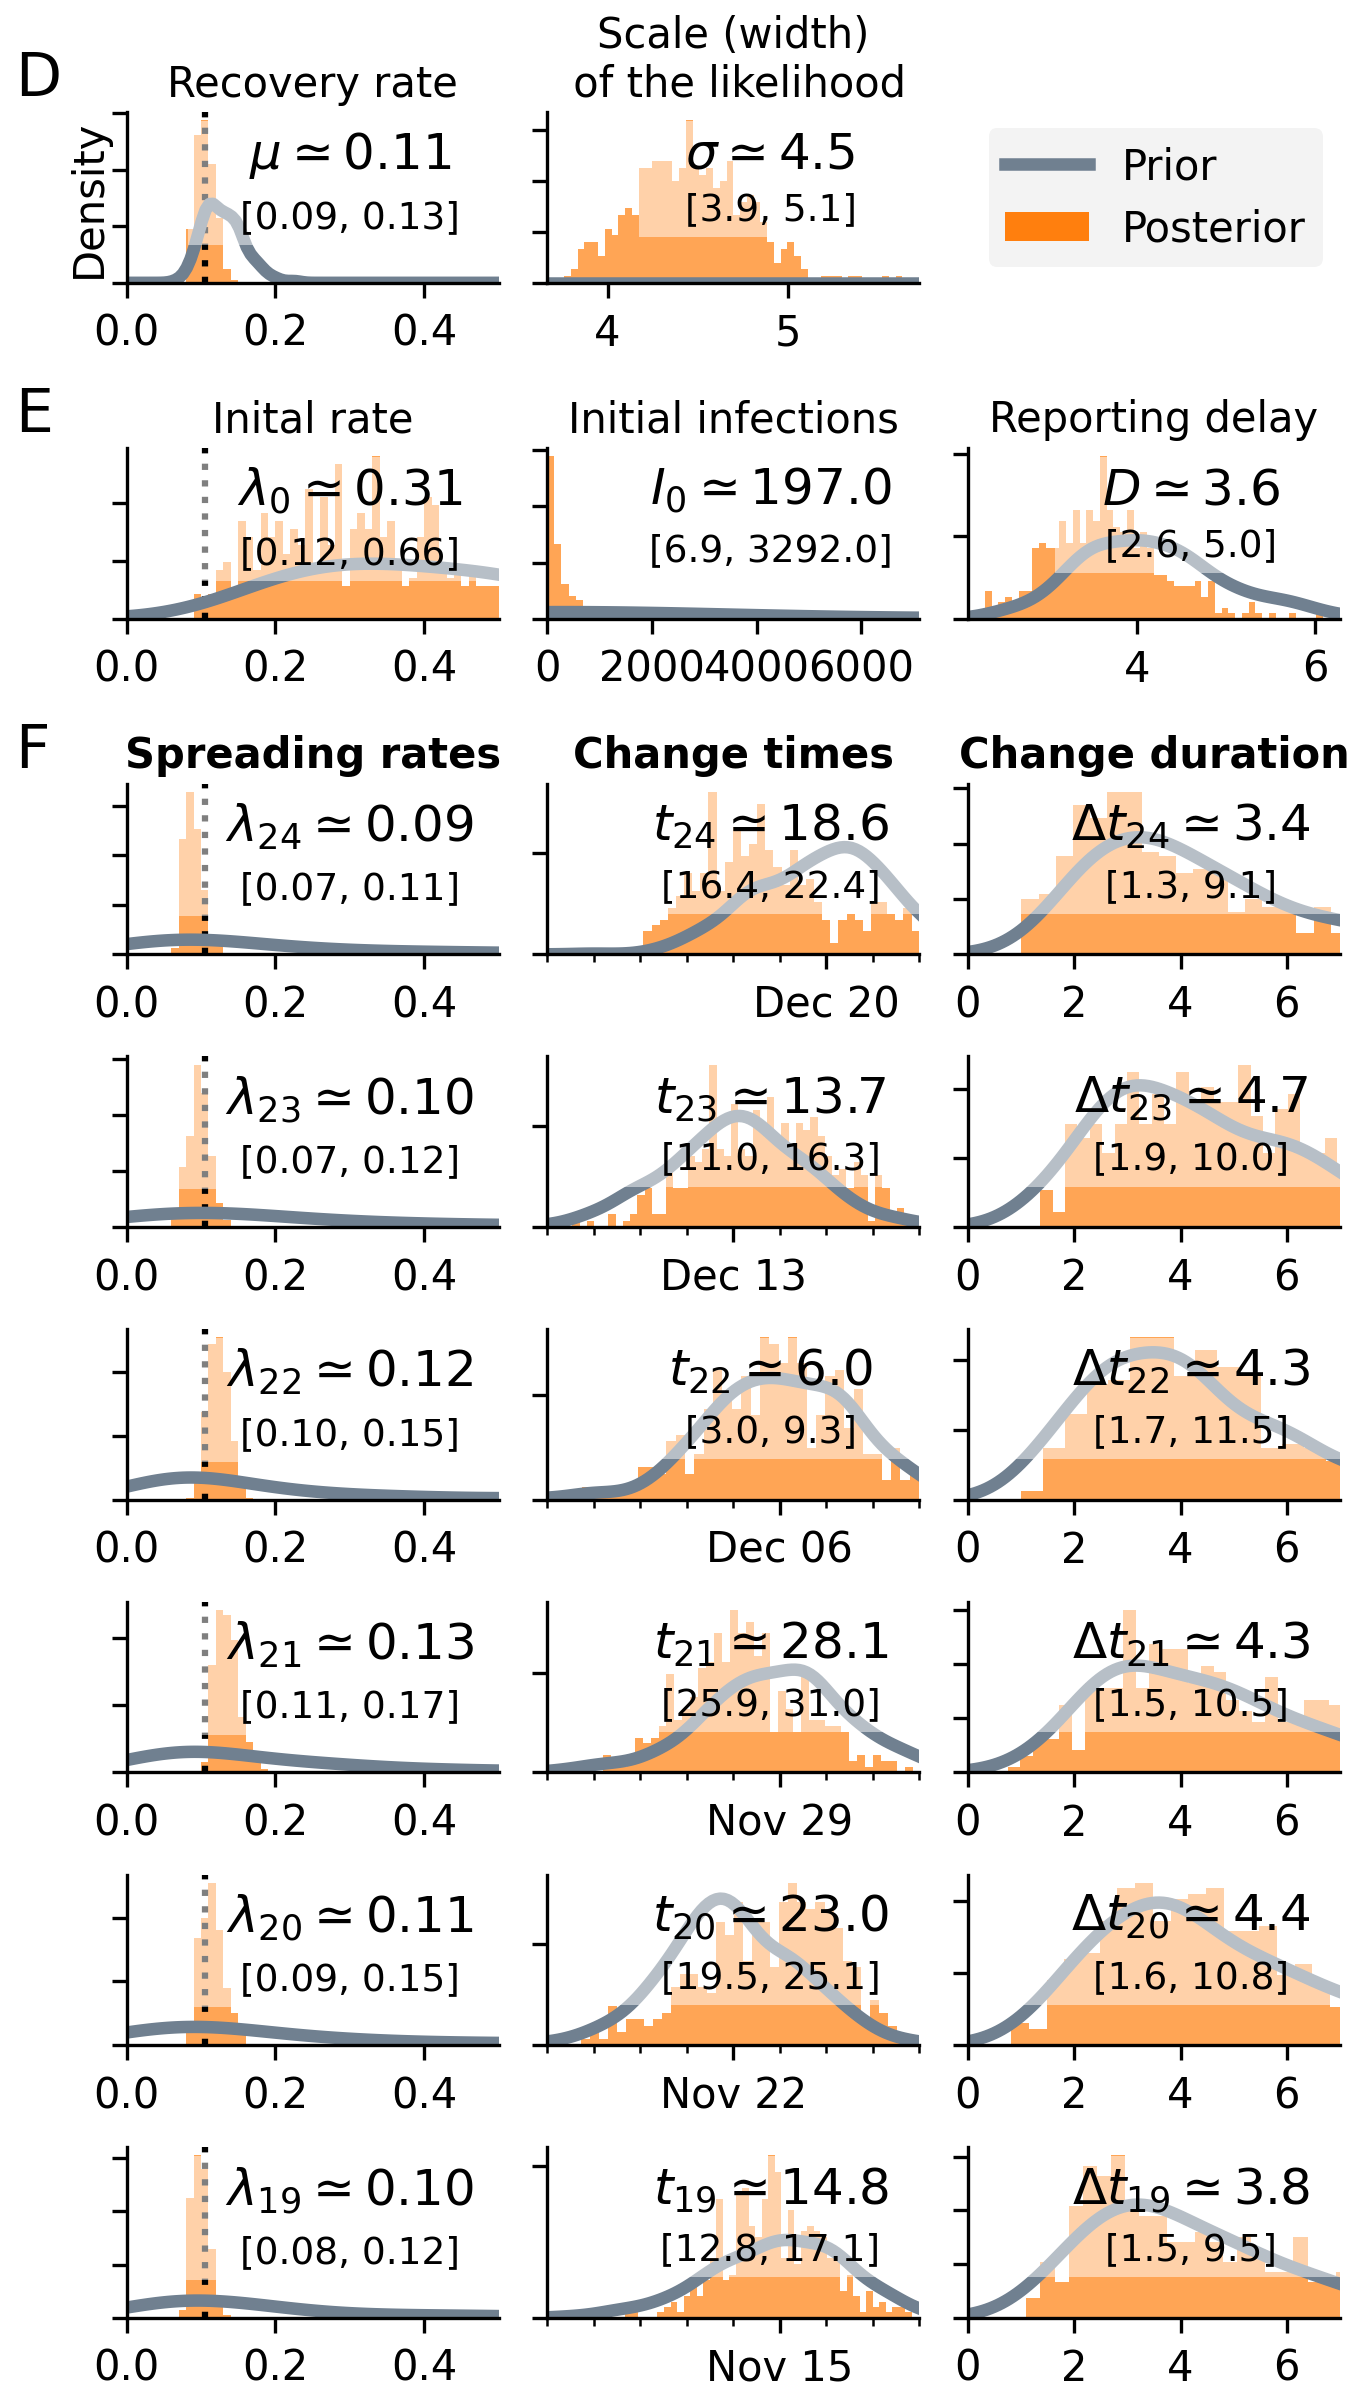 D
Recovery rate
Scale (width)
of the likelihood
Density
μ ≃ 0.11
[0.09, 0.13]
σ ≃ 4.5
[3.9, 5.1]
Prior
Posterior
0.0 0.2 0.4
4 5
E
Inital rate
Initial infections
Reporting delay
λ₀ ≃ 0.31
[0.12, 0.66]
I₀ ≃ 197.0
[6.9, 3292.0]
D ≃ 3.6
[2.6, 5.0]
0.0 0.2 0.4
0 2000 4000 6000
4 6
F
Spreading rates
Change times
Change duration
λ₂₄ ≃ 0.09
[0.07, 0.11]
t₂₄ ≃ 18.6
[16.4, 22.4]
Δt₂₄ ≃ 3.4
[1.3, 9.1]
0.0 0.2 0.4
Dec 20
0 2 4 6
λ₂₃ ≃ 0.10
[0.07, 0.12]
t₂₃ ≃ 13.7
[11.0, 16.3]
Δt₂₃ ≃ 4.7
[1.9, 10.0]
0.0 0.2 0.4
Dec 13
0 2 4 6
λ₂₂ ≃ 0.12
[0.10, 0.15]
t₂₂ ≃ 6.0
[3.0, 9.3]
Δt₂₂ ≃ 4.3
[1.7, 11.5]
0.0 0.2 0.4
Dec 06
0 2 4 6
λ₂₁ ≃ 0.13
[0.11, 0.17]
t₂₁ ≃ 28.1
[25.9, 31.0]
Δt₂₁ ≃ 4.3
[1.5, 10.5]
0.0 0.2 0.4
Nov 29
0 2 4 6
λ₂₀ ≃ 0.11
[0.09, 0.15]
t₂₀ ≃ 23.0
[19.5, 25.1]
Δt₂₀ ≃ 4.4
[1.6, 10.8]
0.0 0.2 0.4
Nov 22
0 2 4 6
λ₁₉ ≃ 0.10
[0.08, 0.12]
t₁₉ ≃ 14.8
[12.8, 17.1]
Δt₁₉ ≃ 3.8
[1.5, 9.5]
0.0 0.2 0.4
Nov 15
0 2 4 6